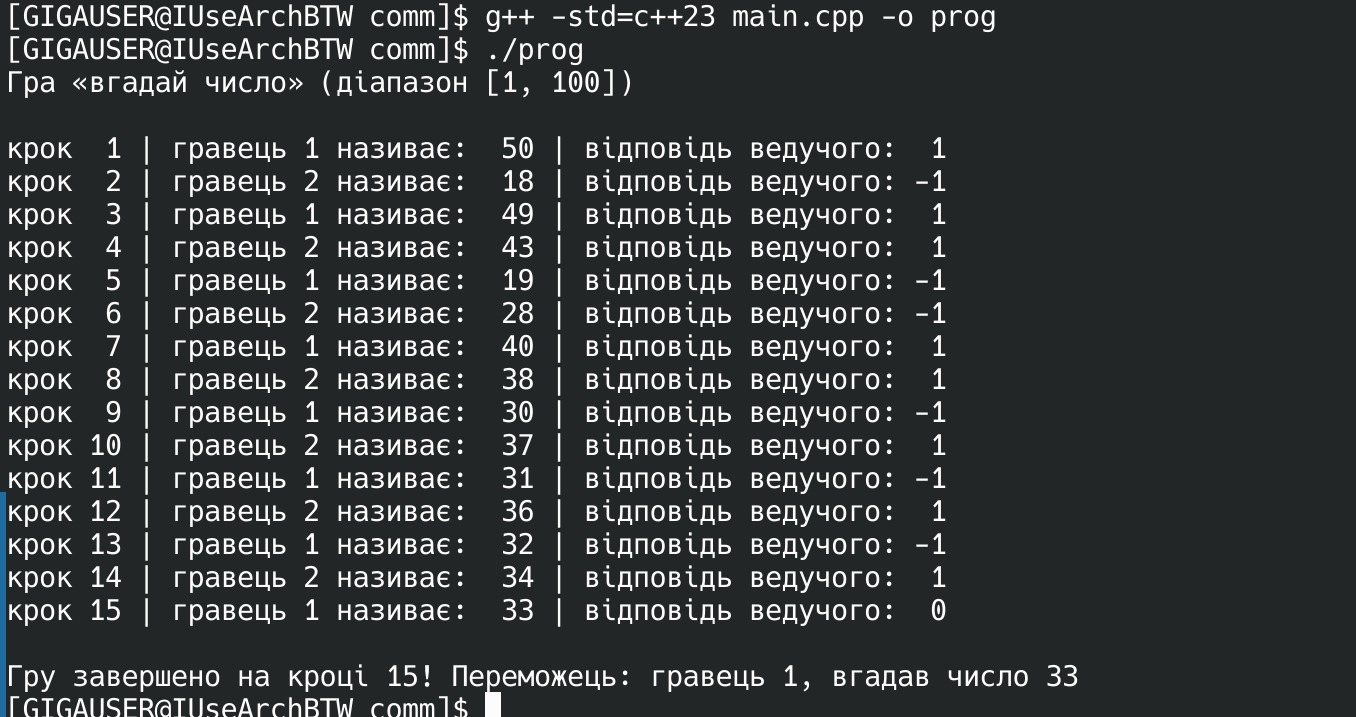 [GIGAUSER@IUseArchBTW comm]$ g++ -std=c++23 main.cpp -o prog
[GIGAUSER@IUseArchBTW comm]$ ./prog
Гра «вгадай число» (діапазон [1, 100])
крок  1 | гравець 1 називає:  50 | відповідь ведучого:  1
крок  2 | гравець 2 називає:  18 | відповідь ведучого: -1
крок  3 | гравець 1 називає:  49 | відповідь ведучого:  1
крок  4 | гравець 2 називає:  43 | відповідь ведучого:  1
крок  5 | гравець 1 називає:  19 | відповідь ведучого: -1
крок  6 | гравець 2 називає:  28 | відповідь ведучого: -1
крок  7 | гравець 1 називає:  40 | відповідь ведучого:  1
крок  8 | гравець 2 називає:  38 | відповідь ведучого:  1
крок  9 | гравець 1 називає:  30 | відповідь ведучого: -1
крок 10 | гравець 2 називає:  37 | відповідь ведучого:  1
крок 11 | гравець 1 називає:  31 | відповідь ведучого: -1
крок 12 | гравець 2 називає:  36 | відповідь ведучого:  1
крок 13 | гравець 1 називає:  32 | відповідь ведучого: -1
крок 14 | гравець 2 називає:  34 | відповідь ведучого:  1
крок 15 | гравець 1 називає:  33 | відповідь ведучого:  0
Гру завершено на кроці 15! Переможець: гравець 1, вгадав число 33
[GIGAUSER@IUseArchBTW comm]$